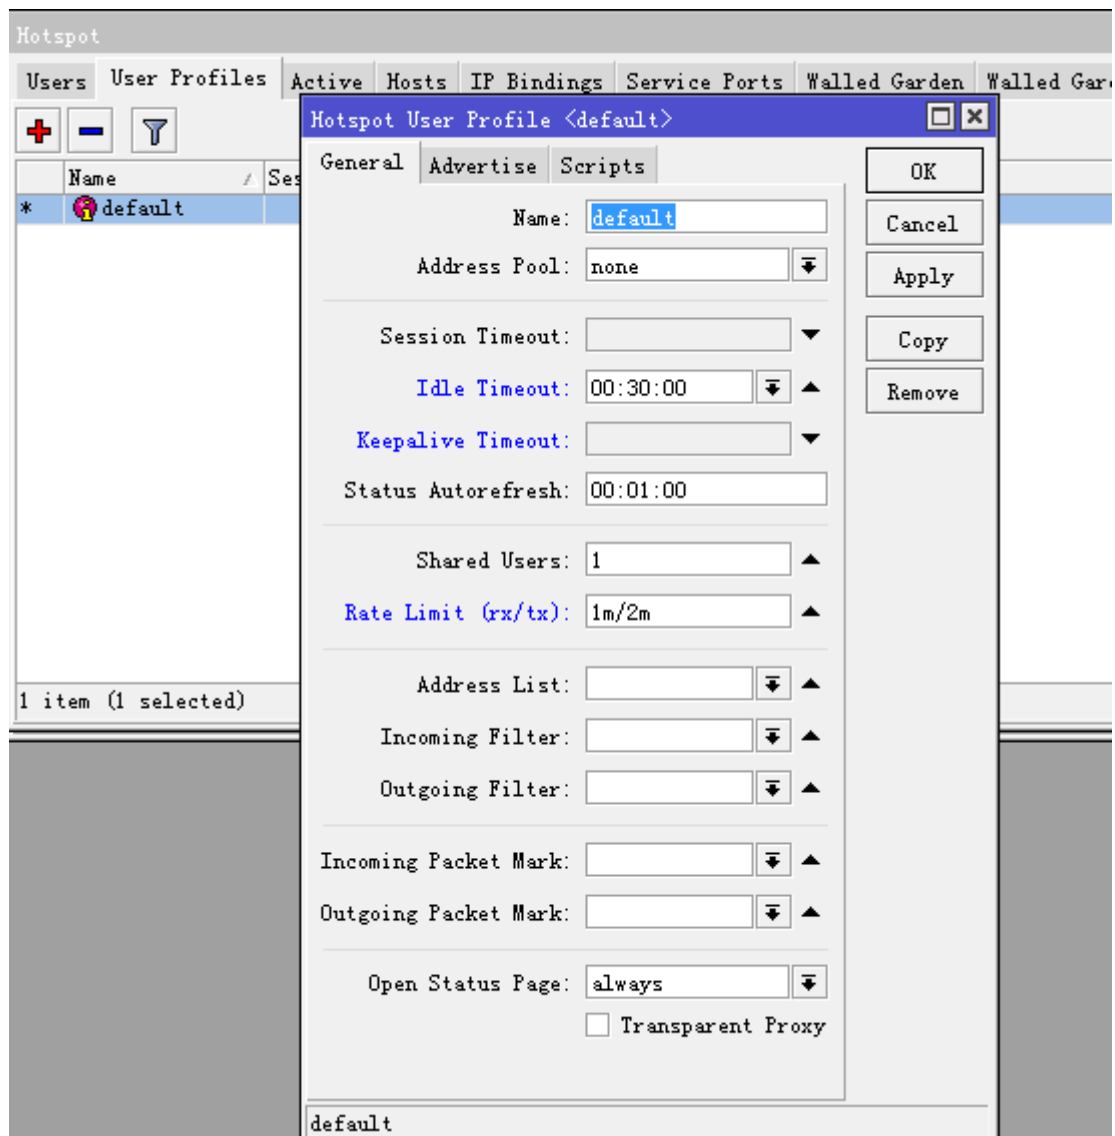 Hotspot
Users User Profiles Active Hosts IP Bindings Service Ports Walled Garden Walled Gar
Hotspot User Profile <default>
Name Ses
* default
General Advertise Scripts
Name: default
Address Pool: none
Session Timeout:
Idle Timeout: 00:30:00
Keepalive Timeout:
Status Autorefresh: 00:01:00
Shared Users: 1
Rate Limit (rx/tx): 1m/2m
Address List:
Incoming Filter:
Outgoing Filter:
Incoming Packet Mark:
Outgoing Packet Mark:
Open Status Page: always
Transparent Proxy
OK
Cancel
Apply
Copy
Remove
1 item (1 selected)
default